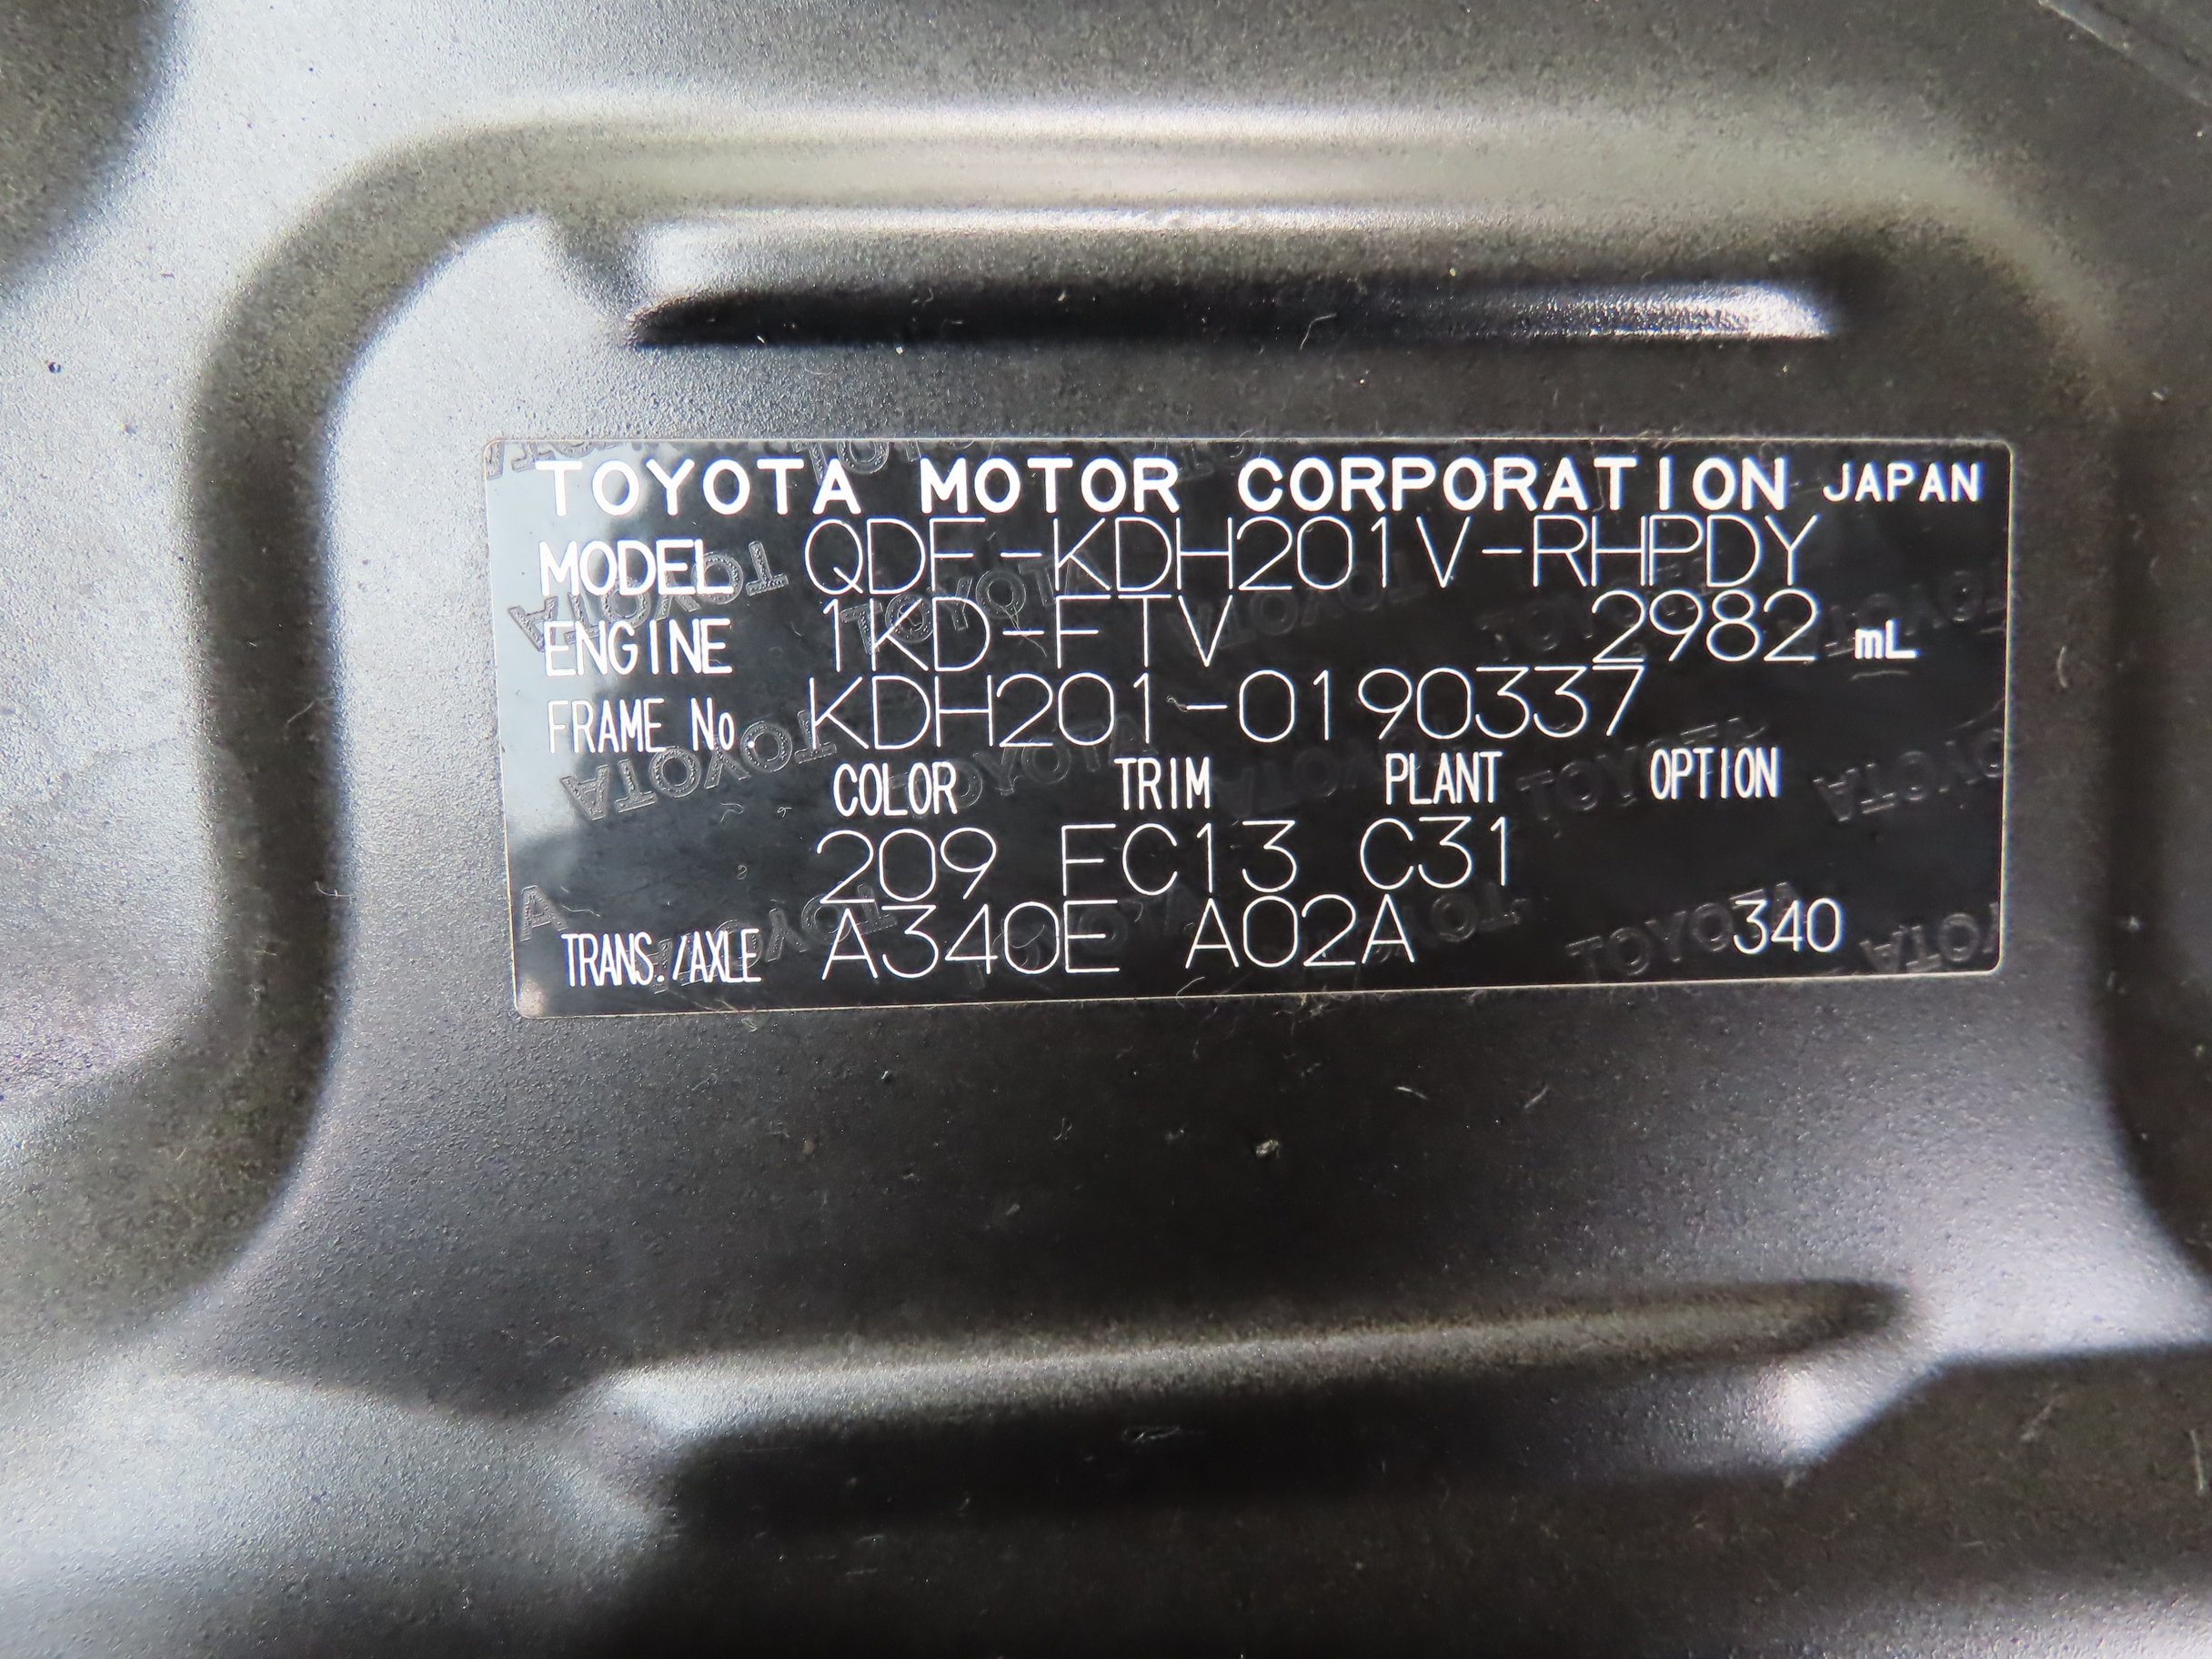 TOYOTA MOTOR CORPORATION JAPAN
MODEL QDF-KDH201V-RHPDY
ENGINE 1KD-FTV 2982 mL
FRAME No. KDH201-0190337
COLOR TRIM PLANT OPTION
209 FC13 C31
TRANS./AXLE A340E A02A 340